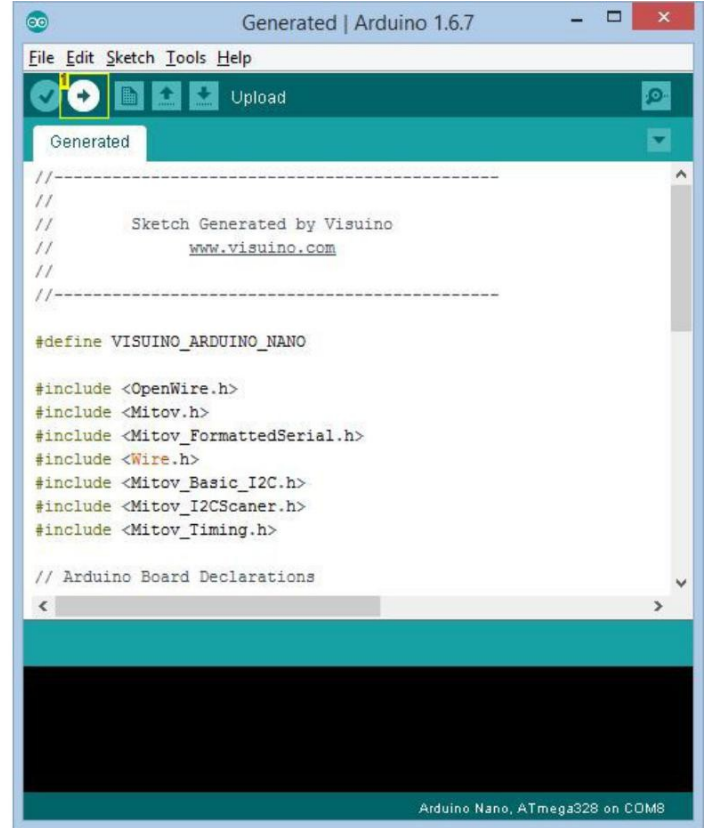 Generated | Arduino 1.6.7
File Edit Sketch Tools Help
1
Upload
Generated
//----------------------------------------------
//
//        Sketch Generated by Visuino
//              www.visuino.com
//
//----------------------------------------------
#define VISUINO_ARDUINO_NANO
#include <OpenWire.h>
#include <Mitov.h>
#include <Mitov_FormattedSerial.h>
#include <Wire.h>
#include <Mitov_Basic_I2C.h>
#include <Mitov_I2CScaner.h>
#include <Mitov_Timing.h>
// Arduino Board Declarations
Arduino Nano, ATmega328 on COM8